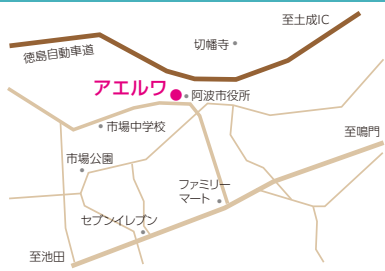 至土成IC
切幡寺
徳島自動車道
アエルワ
阿波市役所
市場中学校
至鳴門
市場公園
ファミリー
マート
セブンイレブン
至池田